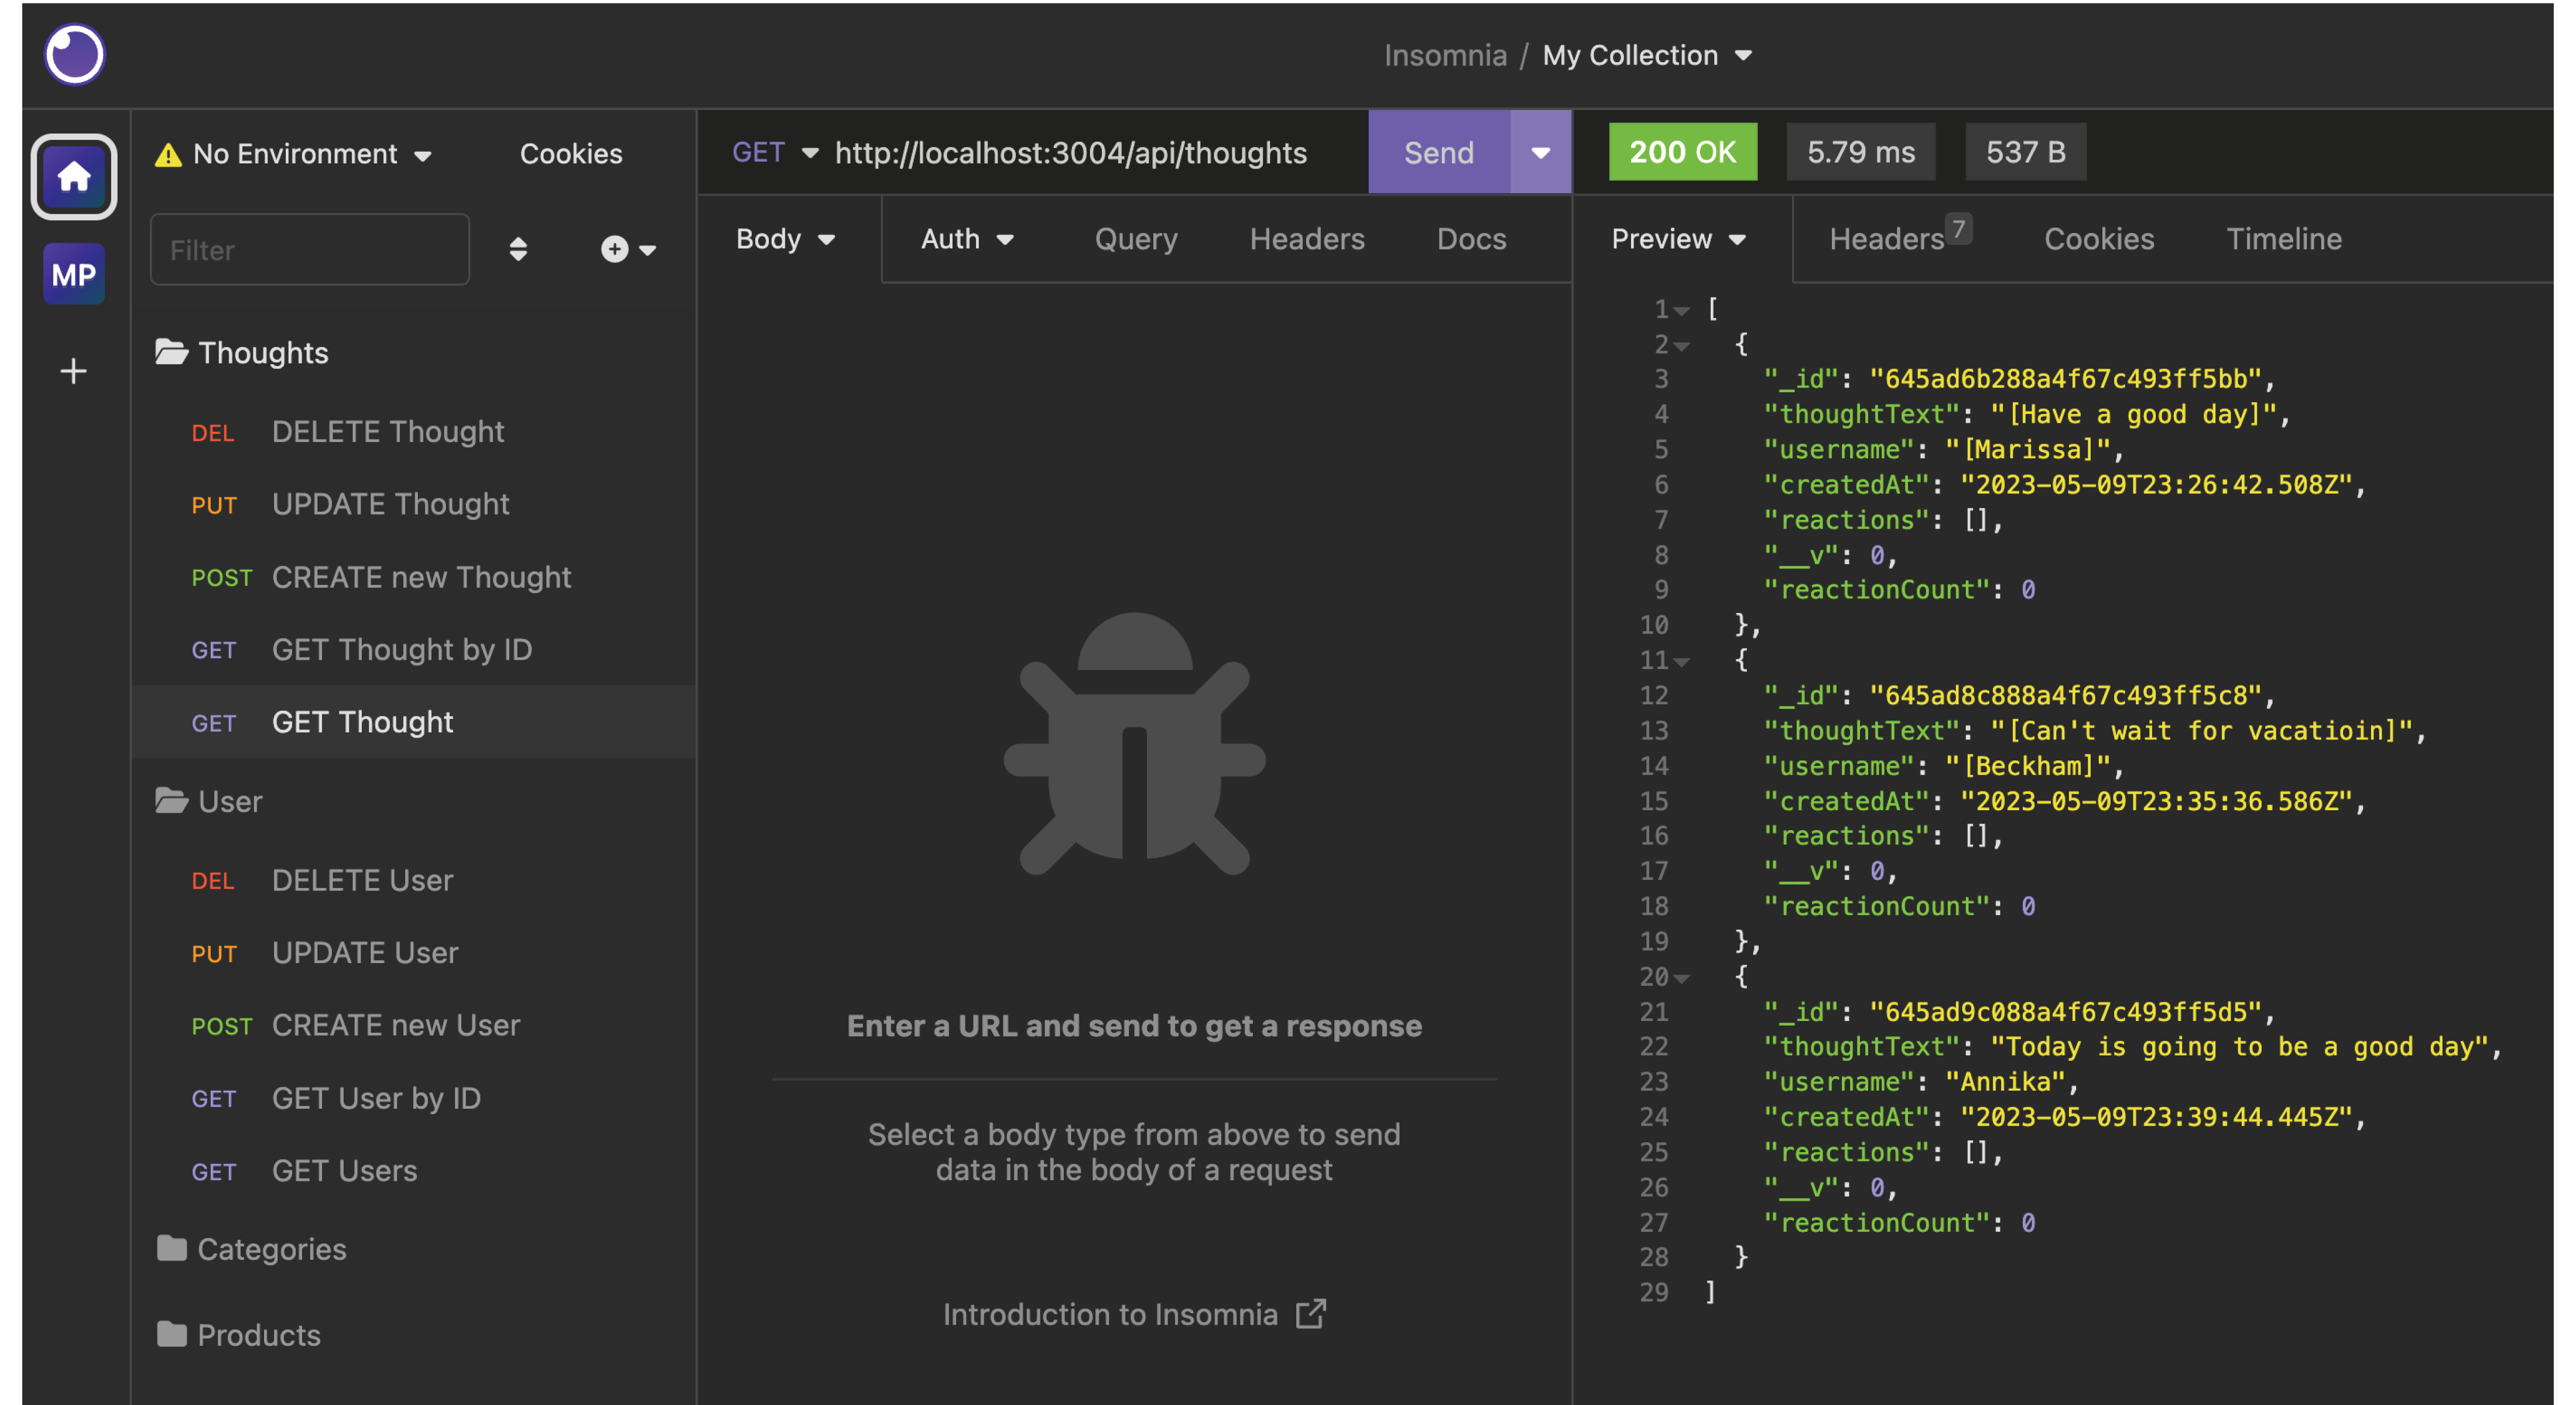 Insomnia / My Collection
No Environment
Cookies
GET http://localhost:3004/api/thoughts
Send
200 OK
5.79 ms
537 B
MP
Filter
Body
Auth
Query
Headers
Docs
Preview
Headers 7
Cookies
Timeline
Thoughts
DEL DELETE Thought
PUT UPDATE Thought
POST CREATE new Thought
GET GET Thought by ID
GET GET Thought
User
DEL DELETE User
PUT UPDATE User
POST CREATE new User
GET GET User by ID
GET GET Users
Categories
Products
Enter a URL and send to get a response
Select a body type from above to send
data in the body of a request
Introduction to Insomnia
1 [
2 {
3 "_id": "645ad6b288a4f67c493ff5bb",
4 "thoughtText": "[Have a good day]",
5 "username": "[Marissa]",
6 "createdAt": "2023-05-09T23:26:42.508Z",
7 "reactions": [],
8 "__v": 0,
9 "reactionCount": 0
10 },
11 {
12 "_id": "645ad8c888a4f67c493ff5c8",
13 "thoughtText": "[Can't wait for vacatioin]",
14 "username": "[Beckham]",
15 "createdAt": "2023-05-09T23:35:36.586Z",
16 "reactions": [],
17 "__v": 0,
18 "reactionCount": 0
19 },
20 {
21 "_id": "645ad9c088a4f67c493ff5d5",
22 "thoughtText": "Today is going to be a good day",
23 "username": "Annika",
24 "createdAt": "2023-05-09T23:39:44.445Z",
25 "reactions": [],
26 "__v": 0,
27 "reactionCount": 0
28 }
29 ]